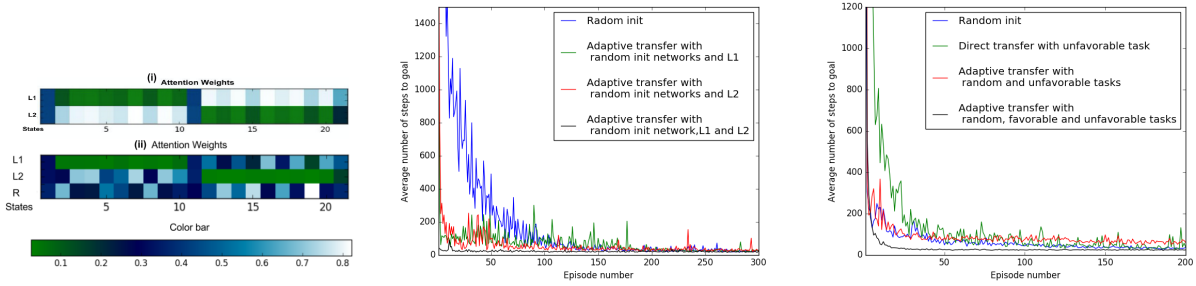 (i) Attention Weights
L1
L2
States 5 10 15 20
(ii) Attention Weights
L1
L2
R
States 5 10 15 20
Color bar
0.1 0.2 0.3 0.4 0.5 0.6 0.7 0.8
1400
1200
1000
800
600
400
200
0
Average number of steps to goal
50 100 150 200 250 300
Episode number
Radom init
Adaptive transfer with
random init networks and L1
Adaptive transfer with
random init networks and L2
Adaptive transfer with
random init network,L1 and L2
1200
1000
800
600
400
200
0
Average number of steps to goal
50 100 150 200
Episode number
Random init
Direct transfer with unfavorable task
Adaptive transfer with
random and unfavorable tasks
Adaptive transfer with
random, favorable and unfavorable tasks